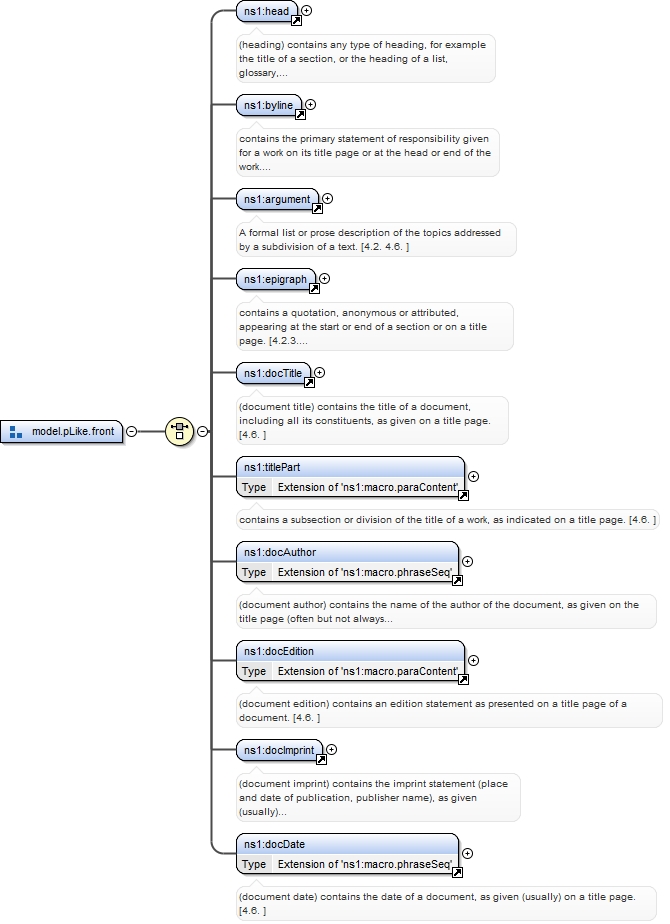 ns1:head
(heading) contains any type of heading, for example
the title of a section, or the heading of a list,
glossary,...
ns1:byline
contains the primary statement of responsibility given
for a work on its title page or at the head or end of the
work....
ns1:argument
A formal list or prose description of the topics addressed
by a subdivision of a text. [4.2. 4.6. ]
ns1:epigraph
contains a quotation, anonymous or attributed,
appearing at the start or end of a section or on a title
page. [4.2.3....
ns1:docTitle
(document title) contains the title of a document,
including all its constituents, as given on a title page.
[4.6. ]
model.pLike.front
ns1:titlePart
Type Extension of 'ns1:macro.paraContent'
contains a subsection or division of the title of a work, as indicated on a title page. [4.6. ]
ns1:docAuthor
Type Extension of 'ns1:macro.phraseSeq'
(document author) contains the name of the author of the document, as given on the
title page (often but not always...
ns1:docEdition
Type Extension of 'ns1:macro.paraContent'
(document edition) contains an edition statement as presented on a title page of a
document. [4.6. ]
ns1:docImprint
(document imprint) contains the imprint statement (place
and date of publication, publisher name), as given
(usually)...
ns1:docDate
Type Extension of 'ns1:macro.phraseSeq'
(document date) contains the date of a document, as given (usually) on a title page.
[4.6. ]